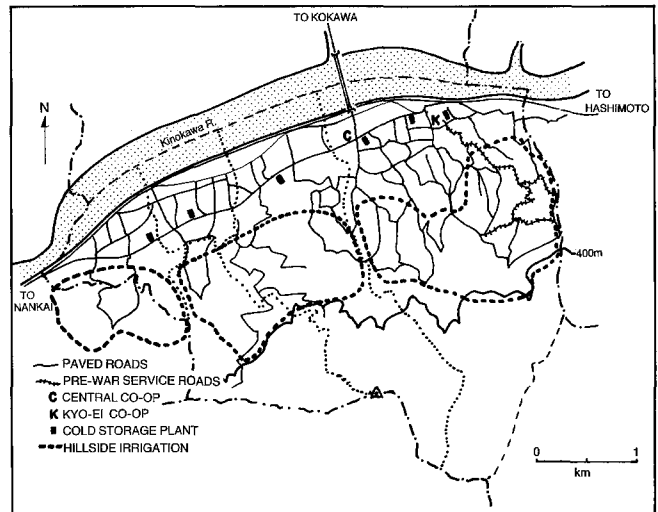 TO KOKAWA
TO
HASHIMOTO
N
Kinokawa R.
C
K
400m
TO
NANKAI
PAVED ROADS
PRE-WAR SERVICE ROADS
C CENTRAL CO-OP
K KYO-EI CO-OP
COLD STORAGE PLANT
HILLSIDE IRRIGATION
0 1
km